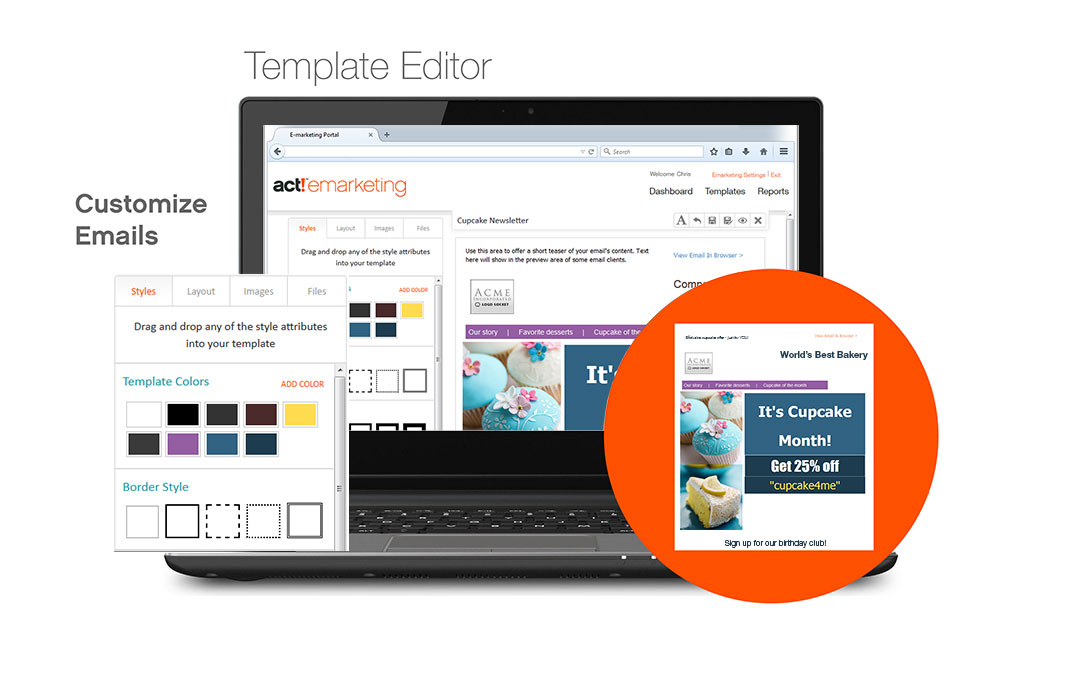 Template Editor
E-marketing Portal
Search
act! emarketing
Welcome Chris
Emarketing Settings | Exit
Dashboard Templates Reports
Customize
Emails
Styles Layout Images Files
Drag and drop any of the style attributes
into your template
ADD COLOR
Cupcake Newsletter
Use this area to offer a short teaser of your email's content. Text
here will show in the preview area of some email clients.
View Email In Browser >
ACME
INCORPORATED
LOGO SOCKET
Our story | Favorite desserts | Cupcake of the
It's
Styles Layout Images Files
Drag and drop any of the style attributes
into your template
Template Colors
ADD COLOR
Border Style
View Email In Browser >
World's Best Bakery
ACME
LOGO SOCKET
Our story | Favorite desserts | Cupcake of the month
It's Cupcake
Month!
Get 25% off
"cupcake4me"
Sign up for our birthday club!